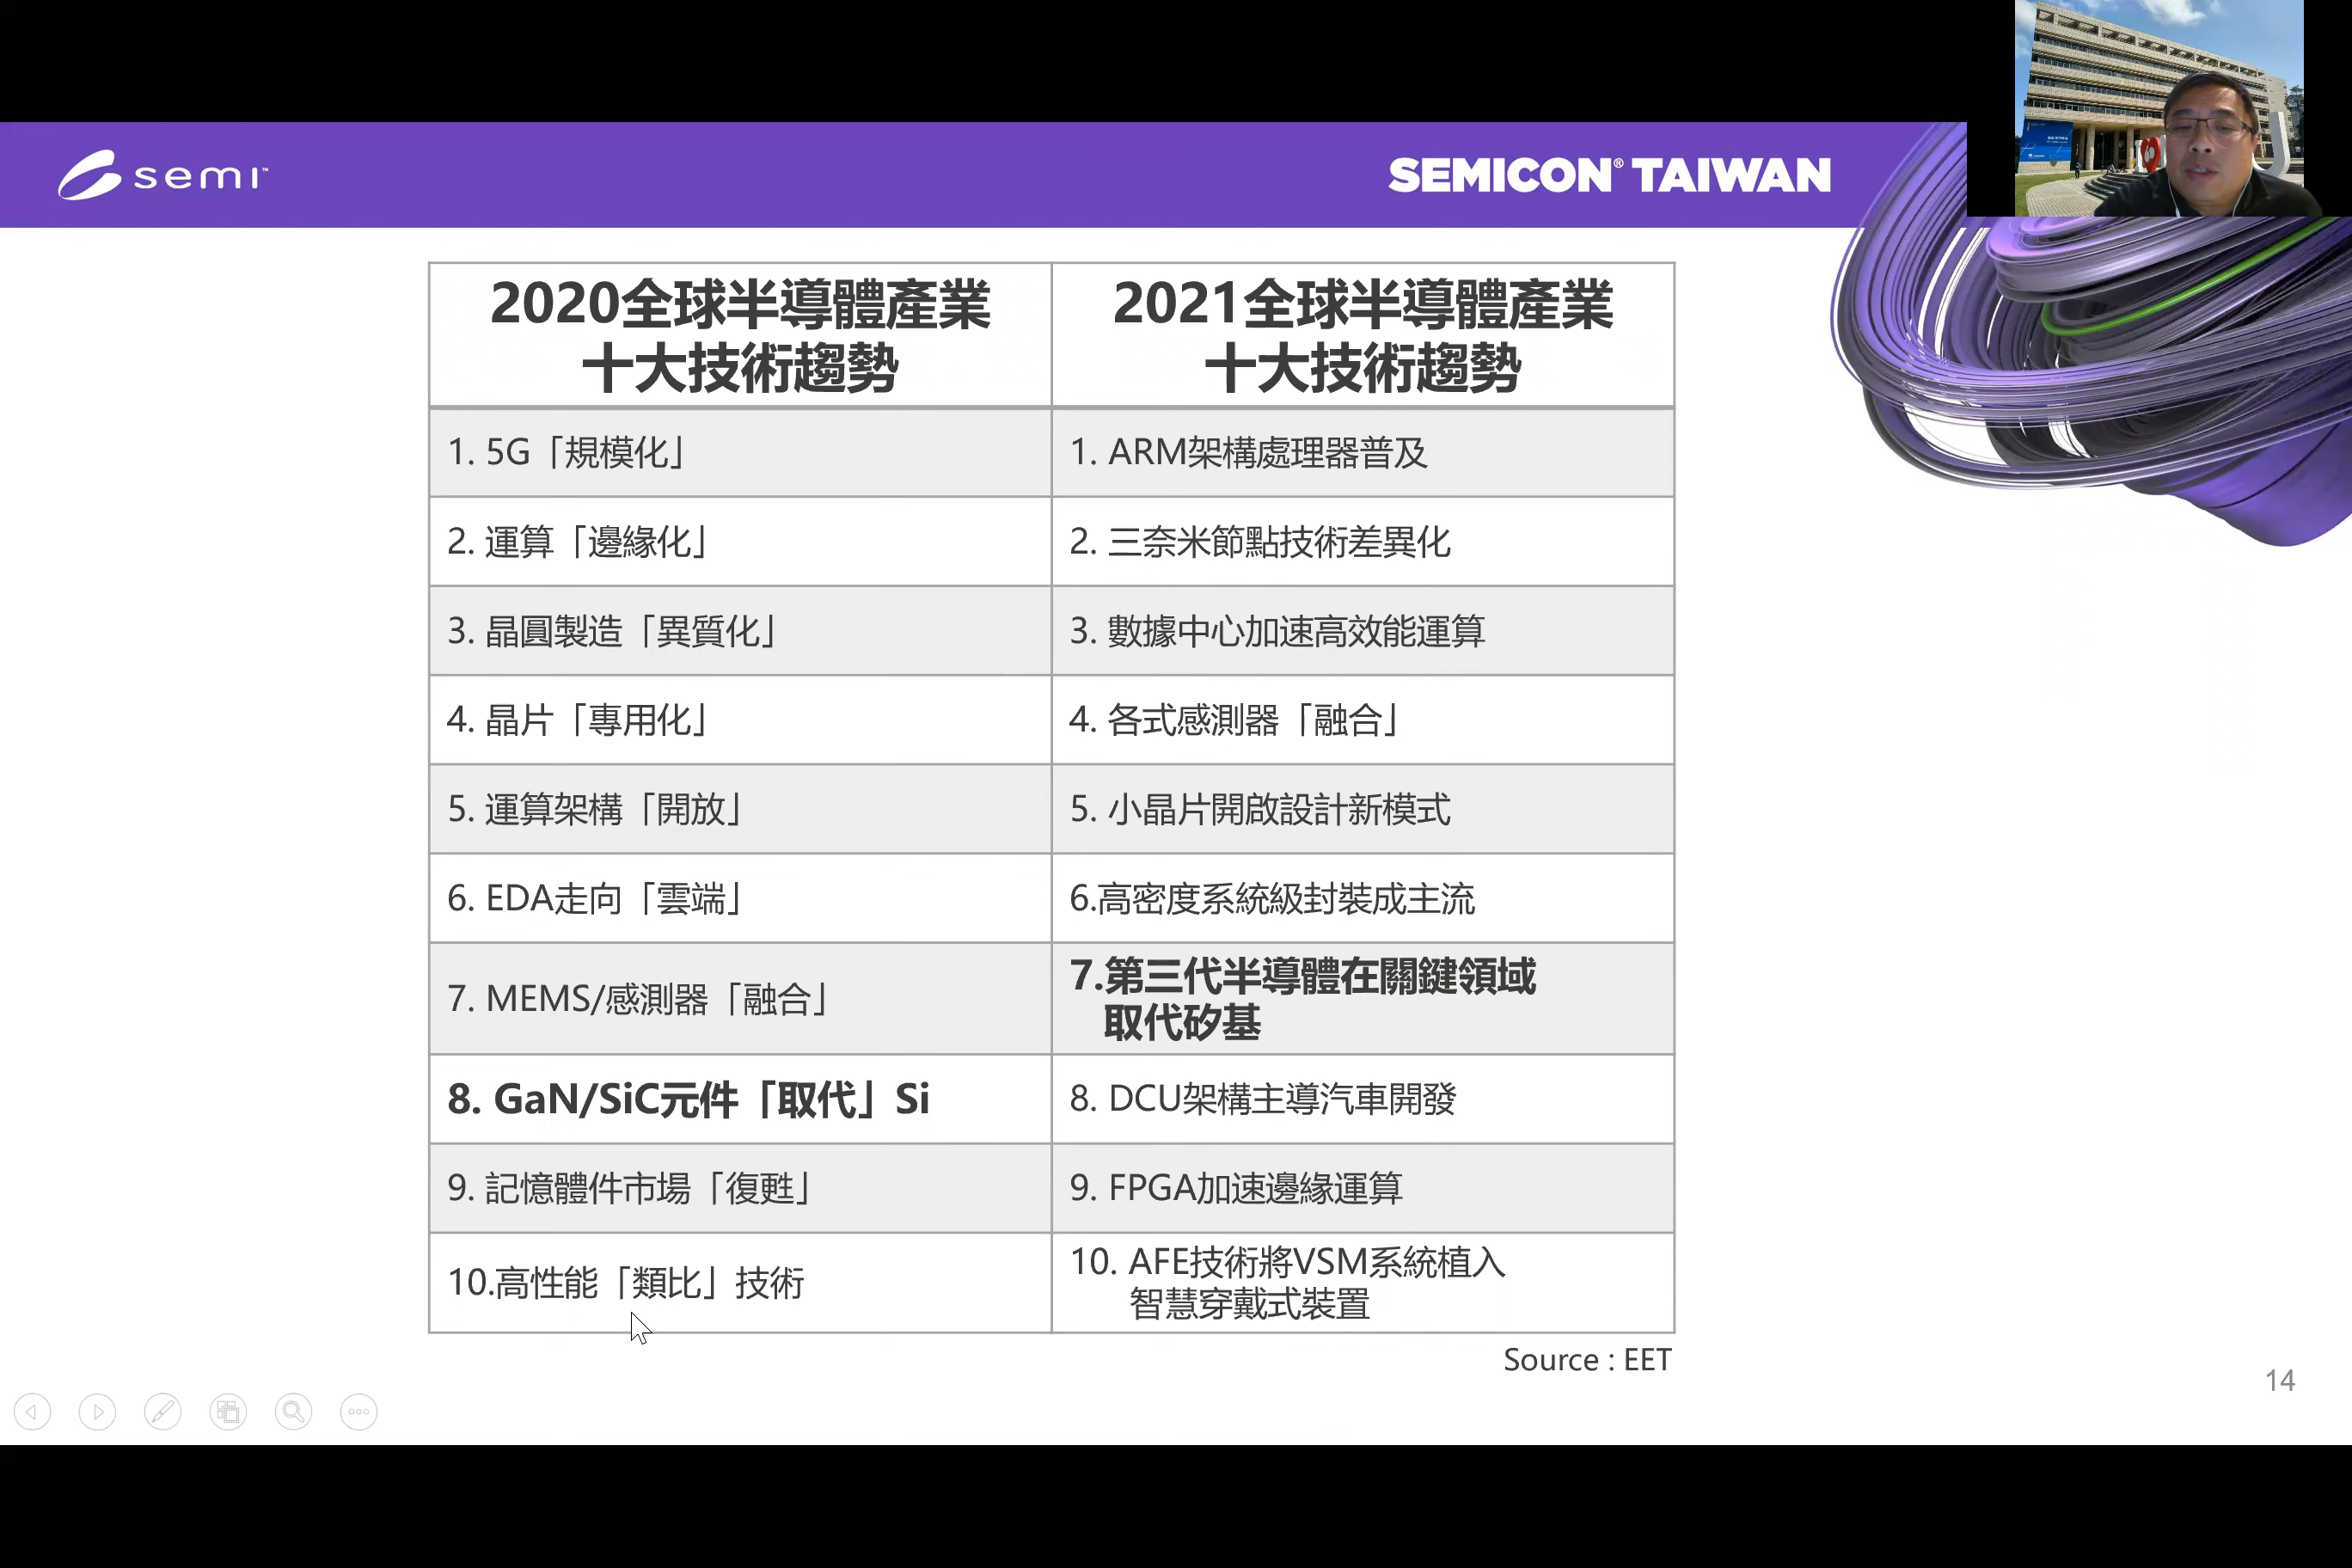 semi™
SEMICON® TAIWAN
2020全球半導體產業
十大技術趨勢
2021全球半導體產業
十大技術趨勢
1. 5G「規模化」
1. ARM架構處理器普及
2. 運算「邊緣化」
2. 三奈米節點技術差異化
3. 晶圓製造「異質化」
3. 數據中心加速高效能運算
4. 晶片「專用化」
4. 各式感測器「融合」
5. 運算架構「開放」
5. 小晶片開啟設計新模式
6. EDA走向「雲端」
6.高密度系統級封裝成主流
7. MEMS/感測器「融合」
7.第三代半導體在關鍵領域
取代矽基
8. GaN/SiC元件「取代」Si
8. DCU架構主導汽車開發
9. 記憶體件市場「復甦」
9. FPGA加速邊緣運算
10.高性能「類比」技術
10. AFE技術將VSM系統植入
智慧穿戴式裝置
Source : EET
14